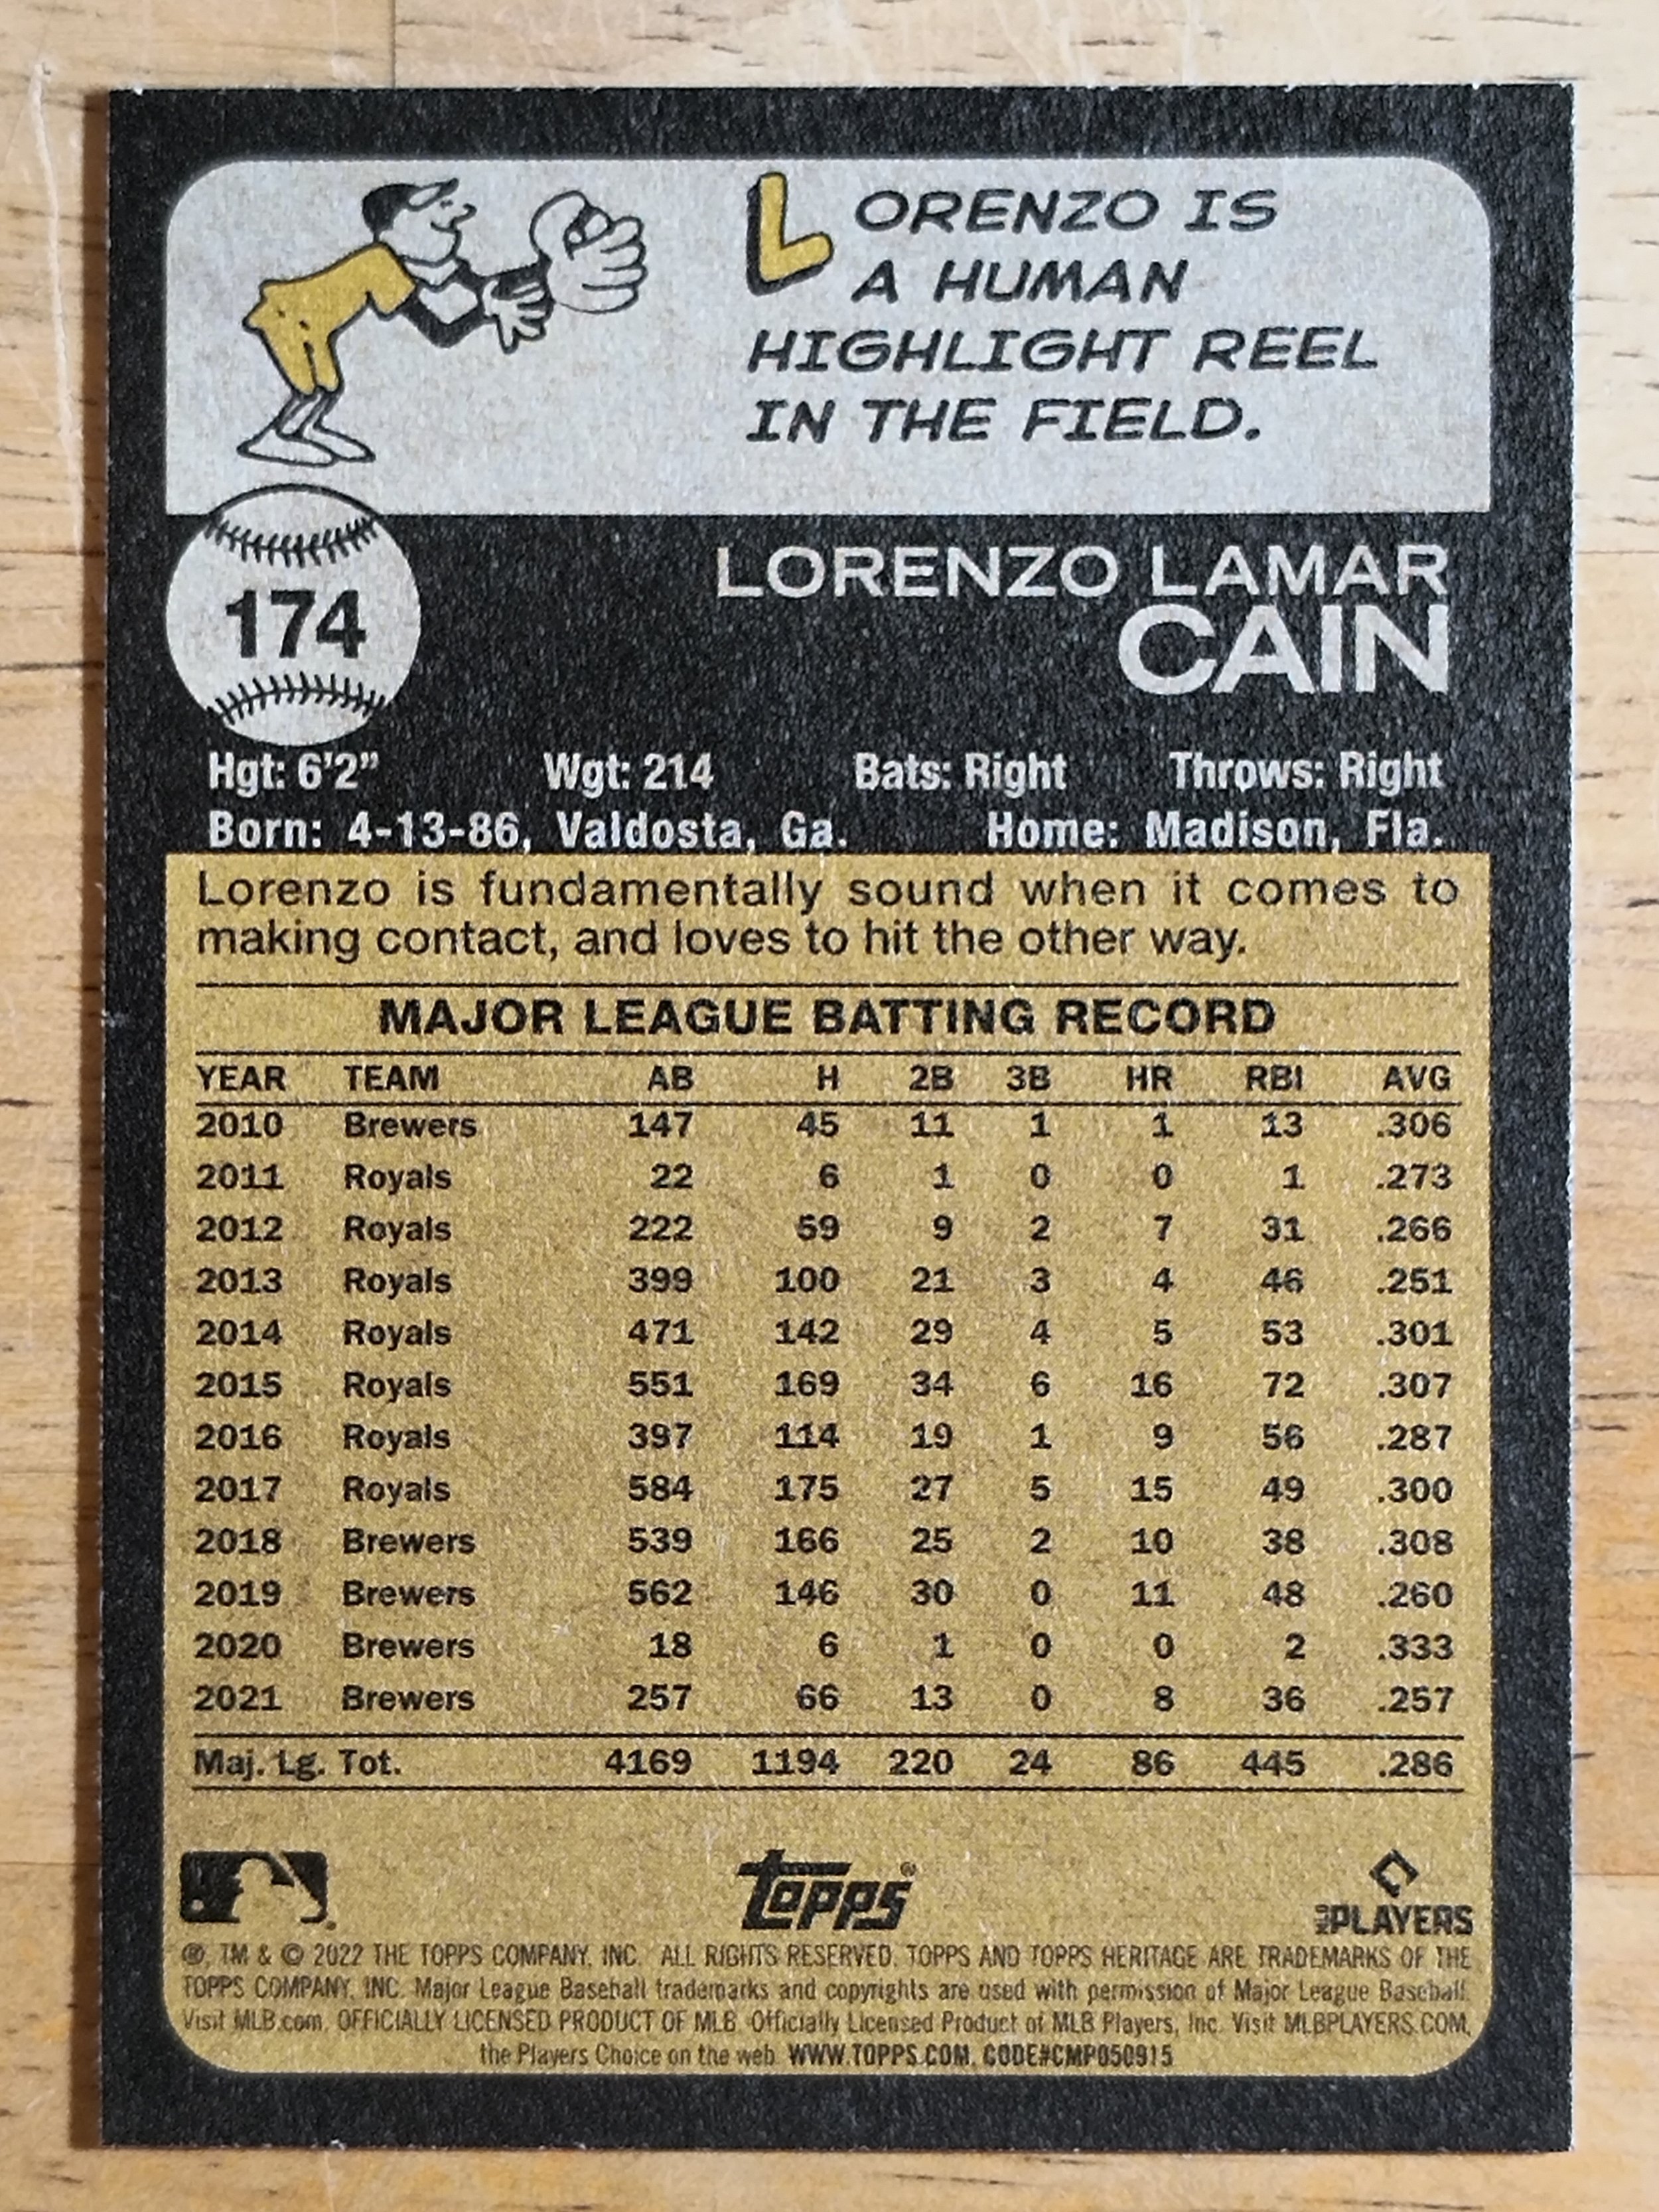 LORENZO IS
A HUMAN
HIGHLIGHT REEL
IN THE FIELD.
174
LORENZO LAMAR
CAIN
Hgt: 6'2" Wgt: 214 Bats: Right Throws: Right
Born: 4-13-86, Valdosta, Ga. Home: Madison, Fla.
Lorenzo is fundamentally sound when it comes to
making contact, and loves to hit the other way.
MAJOR LEAGUE BATTING RECORD
YEAR TEAM AB H 2B 3B HR RBI AVG
2010 Brewers 147 45 11 1 1 13 .306
2011 Royals 22 6 1 0 0 1 .273
2012 Royals 222 59 9 2 7 31 .266
2013 Royals 399 100 21 3 4 46 .251
2014 Royals 471 142 29 4 5 53 .301
2015 Royals 551 169 34 6 16 72 .307
2016 Royals 397 114 19 1 9 56 .287
2017 Royals 584 175 27 5 15 49 .300
2018 Brewers 539 166 25 2 10 38 .308
2019 Brewers 562 146 30 0 11 48 .260
2020 Brewers 18 6 1 0 0 2 .333
2021 Brewers 257 66 13 0 8 36 .257
Maj. Lg. Tot. 4169 1194 220 24 86 445 .286
Topps®
MLB PLAYERS
®, TM & © 2022 THE TOPPS COMPANY, INC. ALL RIGHTS RESERVED. TOPPS AND TOPPS HERITAGE ARE TRADEMARKS OF THE
TOPPS COMPANY, INC. Major League Baseball trademarks and copyrights are used with permission of Major League Baseball.
Visit MLB.com. OFFICIALLY LICENSED PRODUCT OF MLB Officially Licensed Product of MLB Players, Inc. Visit MLBPLAYERS.COM,
the Players Choice on the web. WWW.TOPPS.COM. CODE#CMP050915